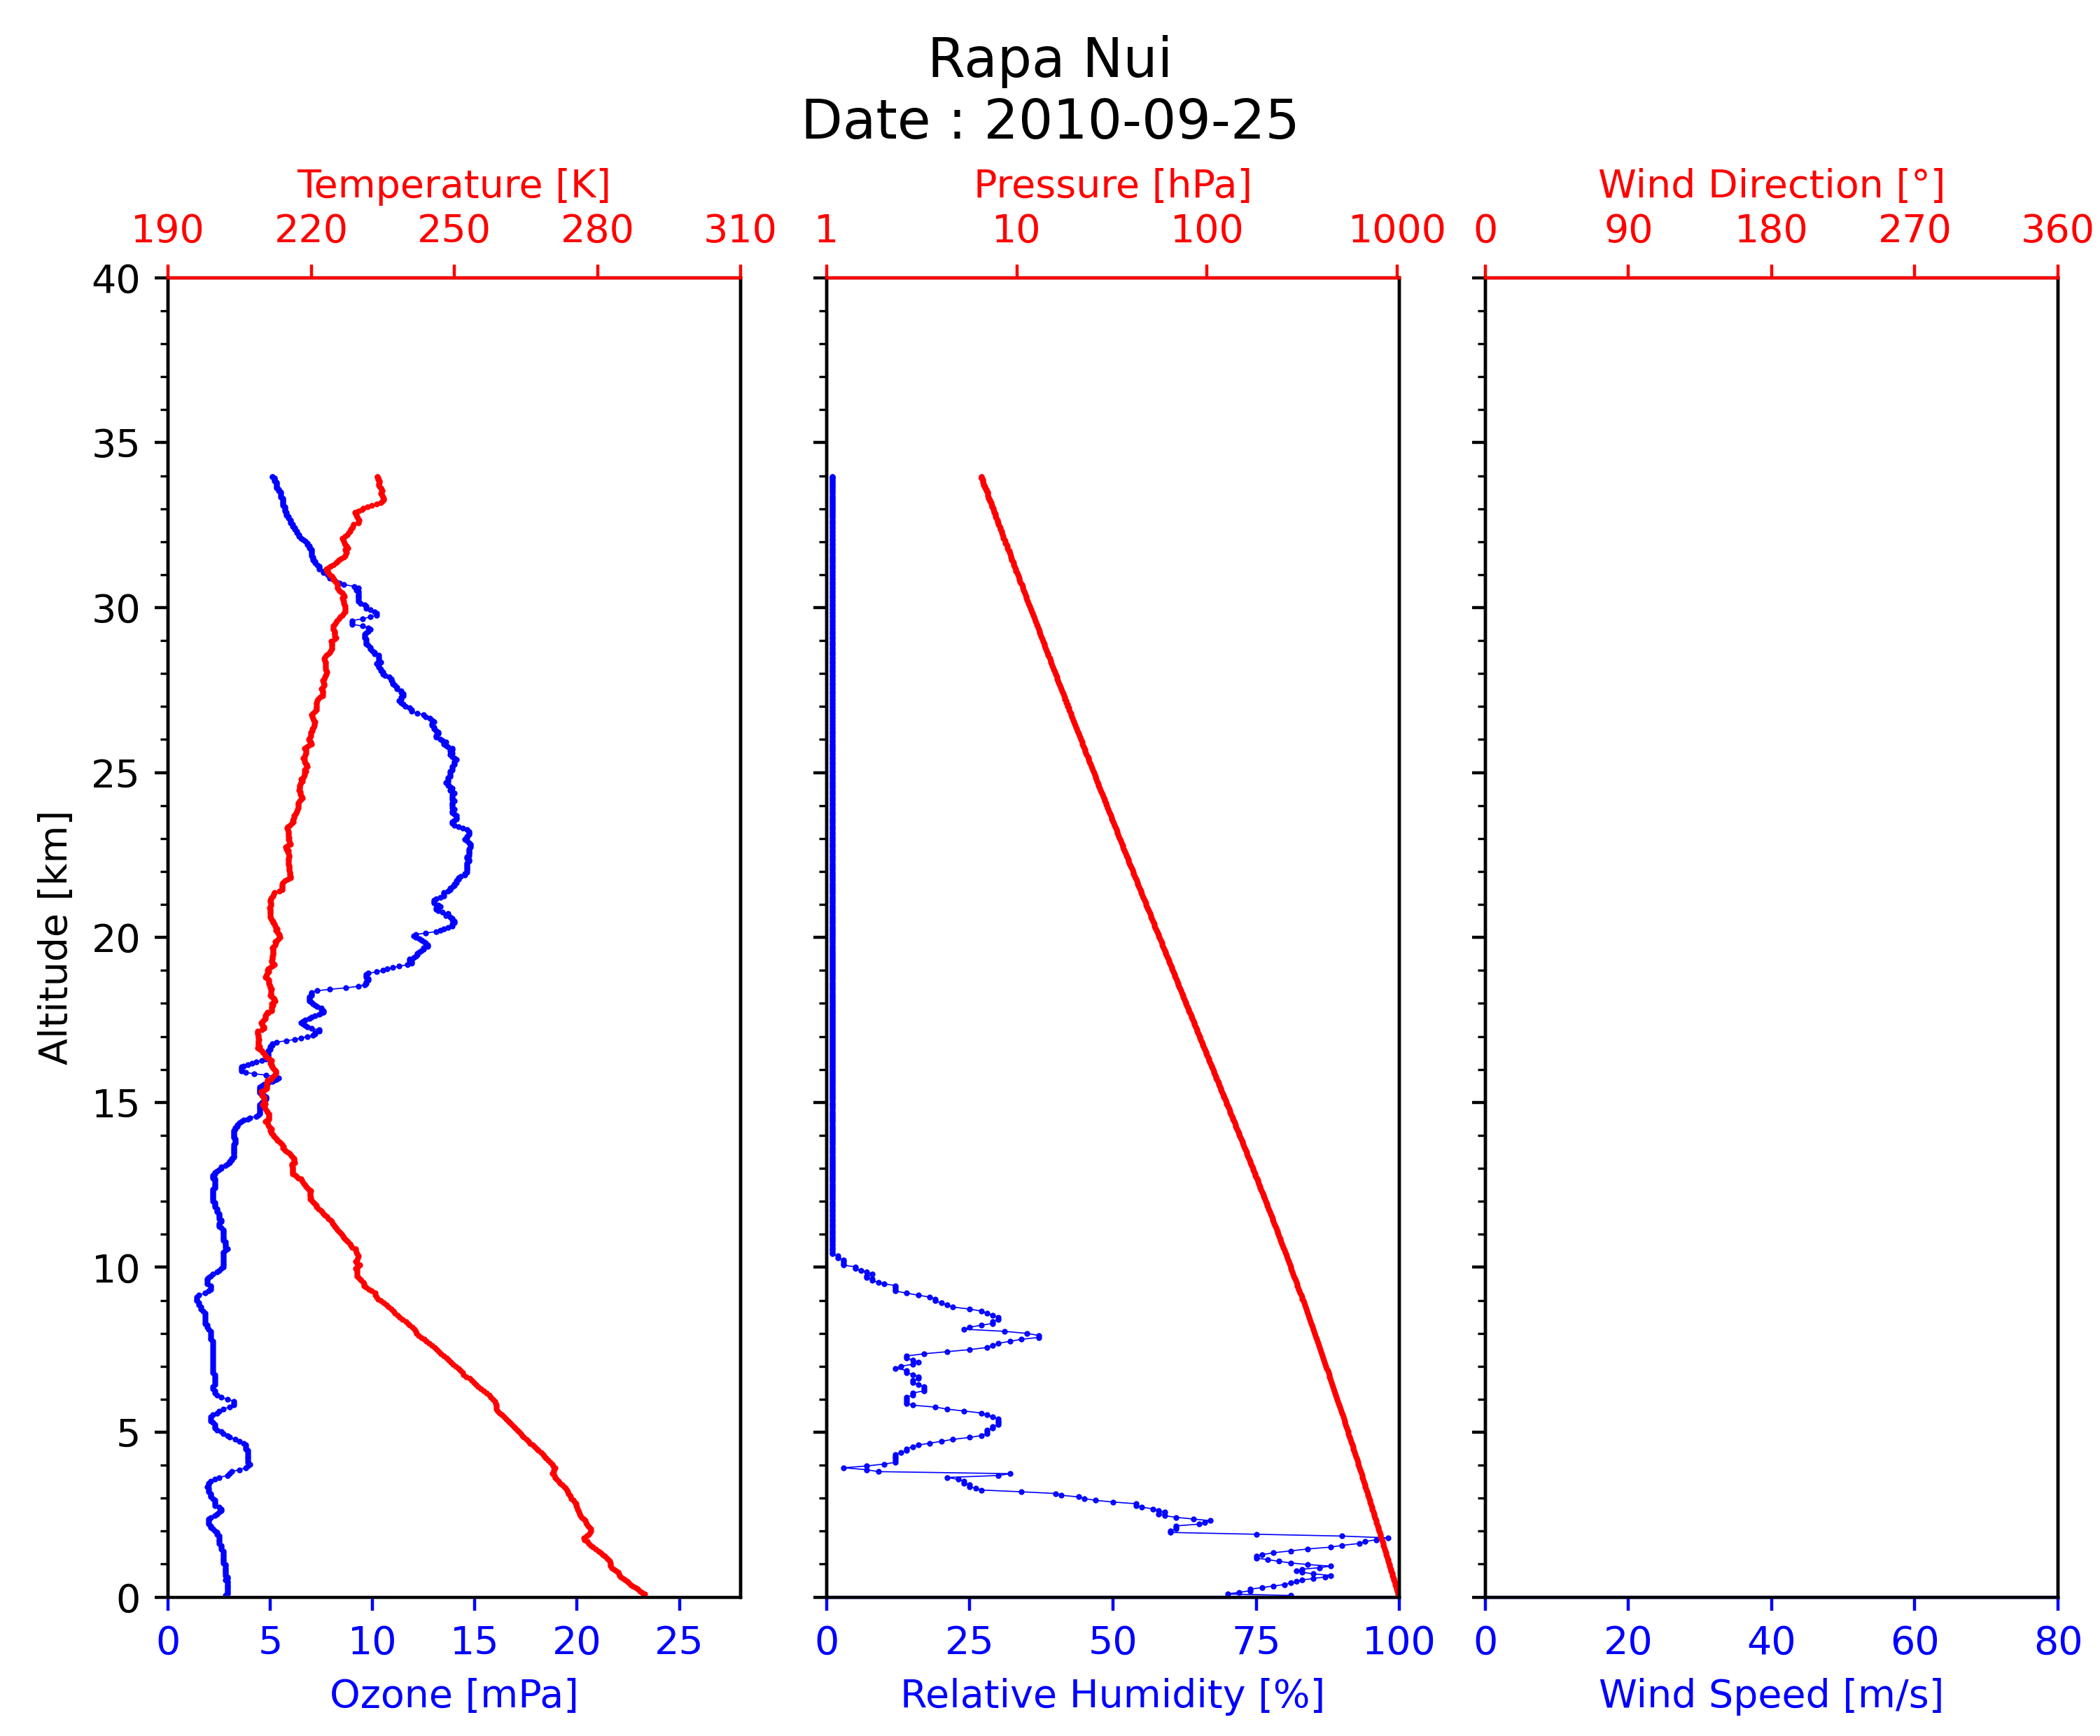 Rapa Nui
Date : 2010-09-25
Temperature [K]
190 220 250 280 310
Pressure [hPa]
1 10 100 1000
Wind Direction [°]
0 90 180 270 360
40
35
30
25
20
15
10
5
0
Altitude [km]
0 5 10 15 20 25
Ozone [mPa]
0 25 50 75 100
Relative Humidity [%]
0 20 40 60 80
Wind Speed [m/s]